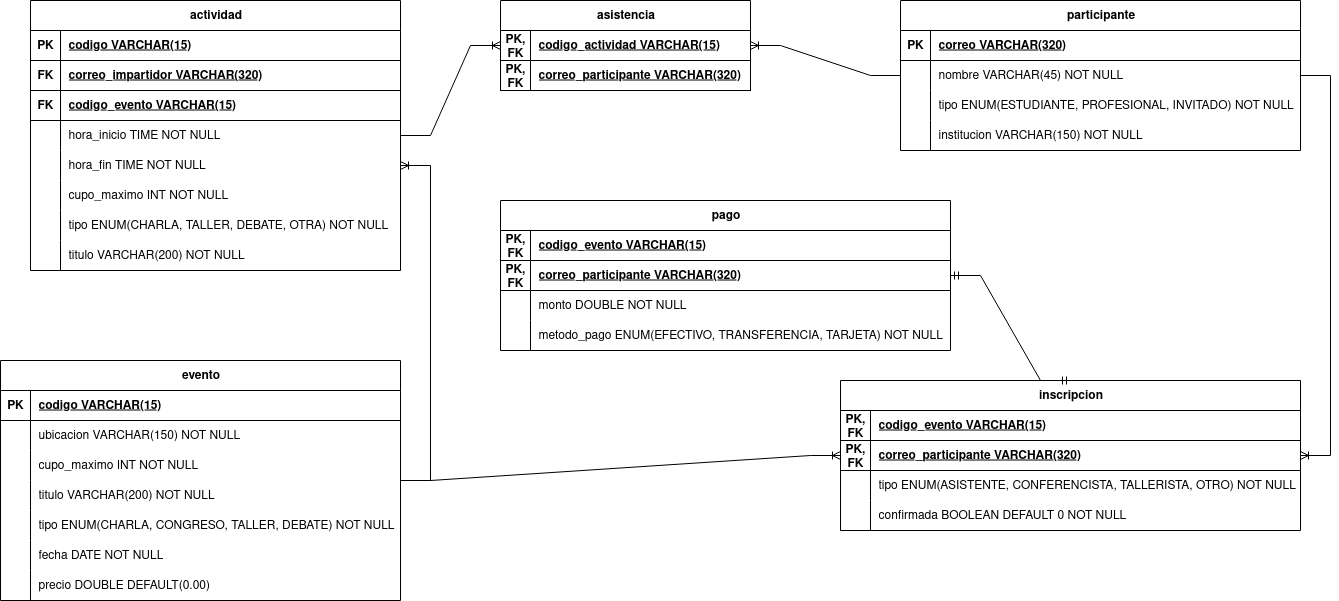 actividad
PK codigo VARCHAR(15)
FK correo_impartidor VARCHAR(320)
FK codigo_evento VARCHAR(15)
hora_inicio TIME NOT NULL
hora_fin TIME NOT NULL
cupo_maximo INT NOT NULL
tipo ENUM(CHARLA, TALLER, DEBATE, OTRA) NOT NULL
titulo VARCHAR(200) NOT NULL
asistencia
PK, FK codigo_actividad VARCHAR(15)
PK, FK correo_participante VARCHAR(320)
participante
PK correo VARCHAR(320)
nombre VARCHAR(45) NOT NULL
tipo ENUM(ESTUDIANTE, PROFESIONAL, INVITADO) NOT NULL
institucion VARCHAR(150) NOT NULL
pago
PK, FK codigo_evento VARCHAR(15)
PK, FK correo_participante VARCHAR(320)
monto DOUBLE NOT NULL
metodo_pago ENUM(EFECTIVO, TRANSFERENCIA, TARJETA) NOT NULL
evento
PK codigo VARCHAR(15)
ubicacion VARCHAR(150) NOT NULL
cupo_maximo INT NOT NULL
titulo VARCHAR(200) NOT NULL
tipo ENUM(CHARLA, CONGRESO, TALLER, DEBATE) NOT NULL
fecha DATE NOT NULL
precio DOUBLE DEFAULT(0.00)
inscripcion
PK, FK codigo_evento VARCHAR(15)
PK, FK correo_participante VARCHAR(320)
tipo ENUM(ASISTENTE, CONFERENCISTA, TALLERISTA, OTRO) NOT NULL
confirmada BOOLEAN DEFAULT 0 NOT NULL